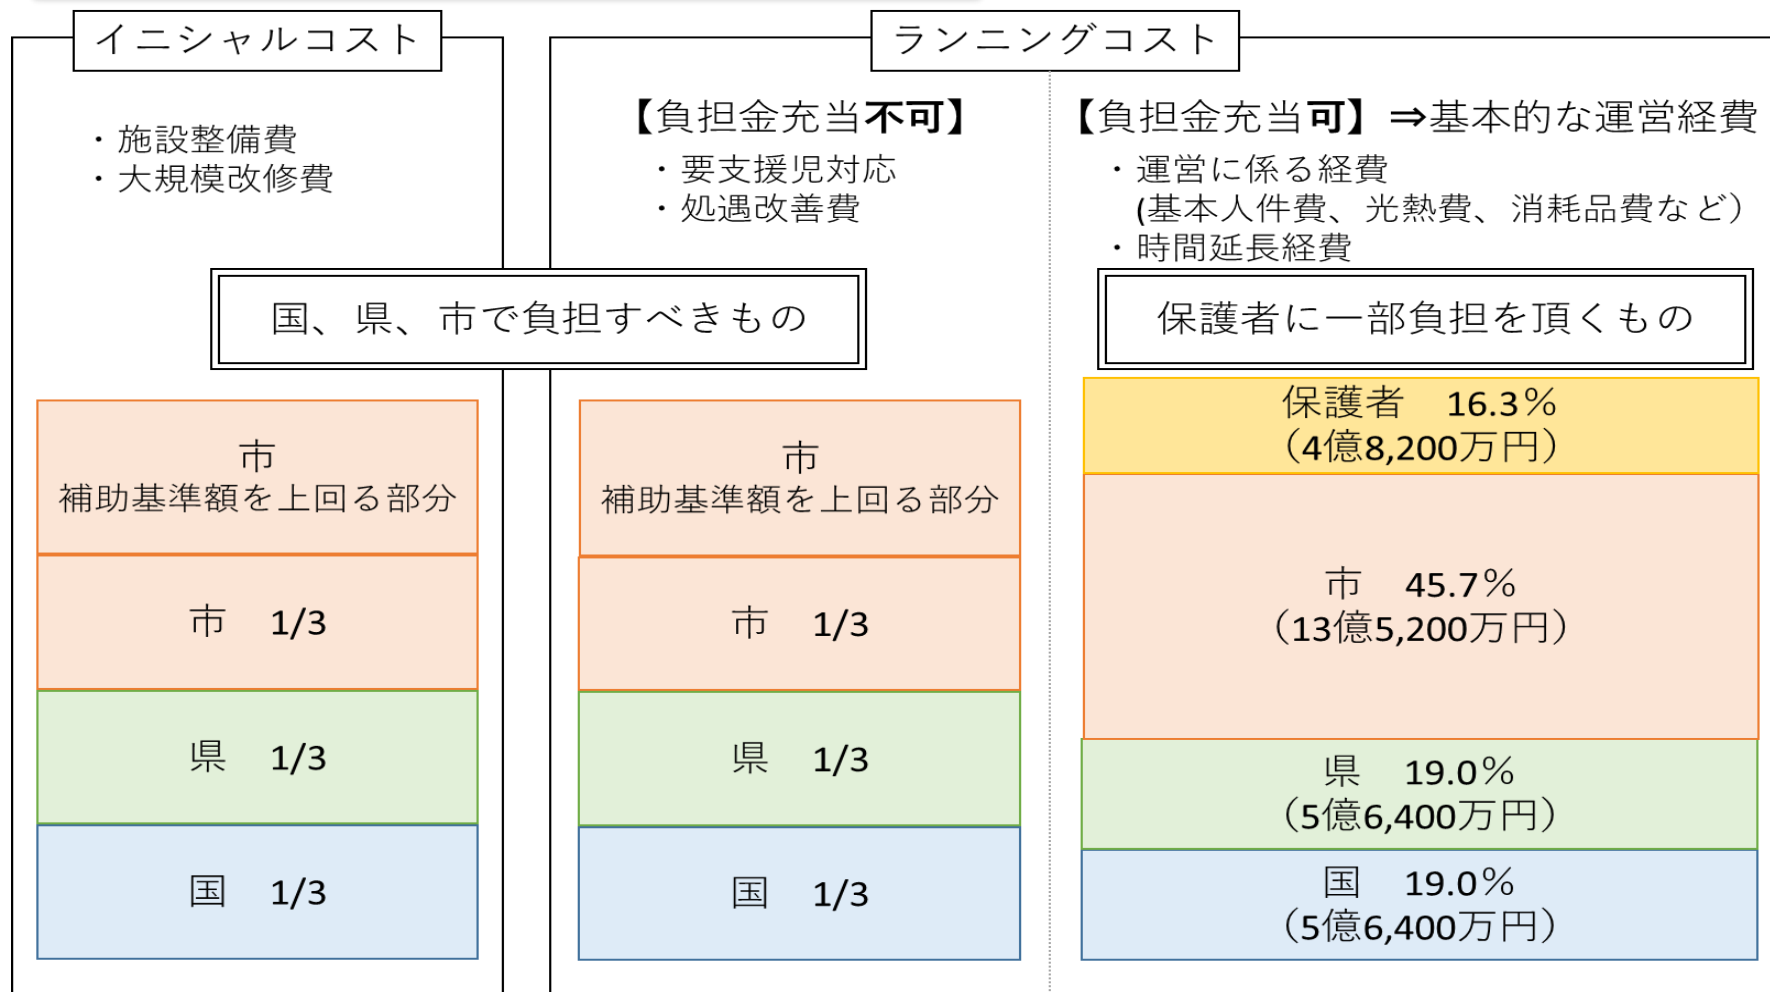 イニシャルコスト
・施設整備費
・大規模改修費
ランニングコスト
【負担金充当不可】
・要支援児対応
・処遇改善費
【負担金充当可】⇒基本的な運営経費
・運営に係る経費
(基本人件費、光熱費、消耗品費など）
・時間延長経費
国、県、市で負担すべきもの
保護者に一部負担を頂くもの
市
補助基準額を上回る部分
市　1/3
県　1/3
国　1/3
市
補助基準額を上回る部分
市　1/3
県　1/3
国　1/3
保護者　16.3％
（4億8,200万円）
市　45.7％
（13億5,200万円）
県　19.0％
（5億6,400万円）
国　19.0％
（5億6,400万円）